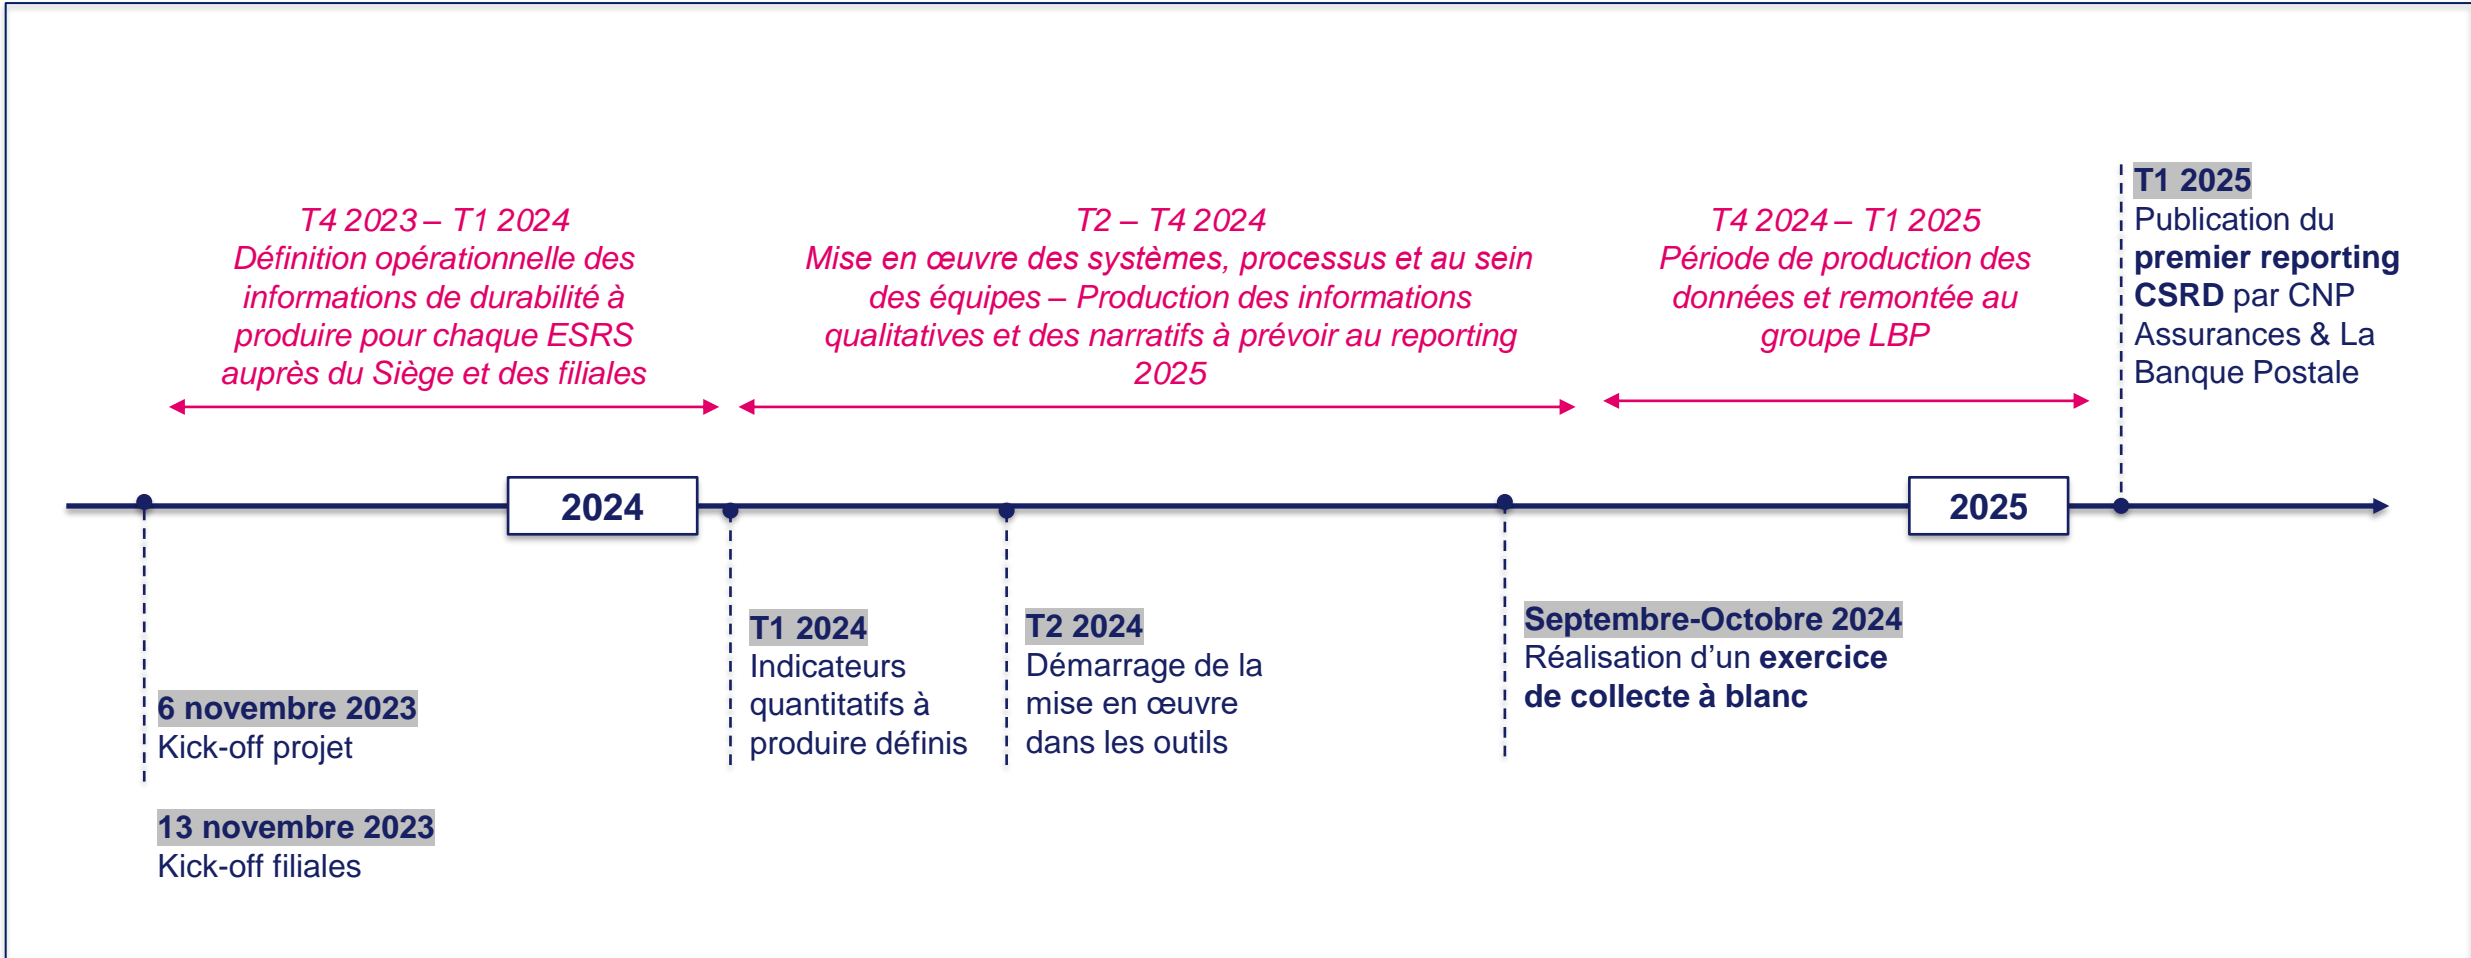 T4 2023 – T1 2024
Définition opérationnelle des
informations de durabilité à
produire pour chaque ESRS
auprès du Siège et des filiales
T2 – T4 2024
Mise en œuvre des systèmes, processus et au sein
des équipes – Production des informations
qualitatives et des narratifs à prévoir au reporting
2025
T4 2024 – T1 2025
Période de production des
données et remontée au
groupe LBP
T1 2025
Publication du
premier reporting
CSRD par CNP
Assurances & La
Banque Postale
2024
2025
6 novembre 2023
Kick-off projet
13 novembre 2023
Kick-off filiales
T1 2024
Indicateurs
quantitatifs à
produire définis
T2 2024
Démarrage de la
mise en œuvre
dans les outils
Septembre-Octobre 2024
Réalisation d’un exercice
de collecte à blanc